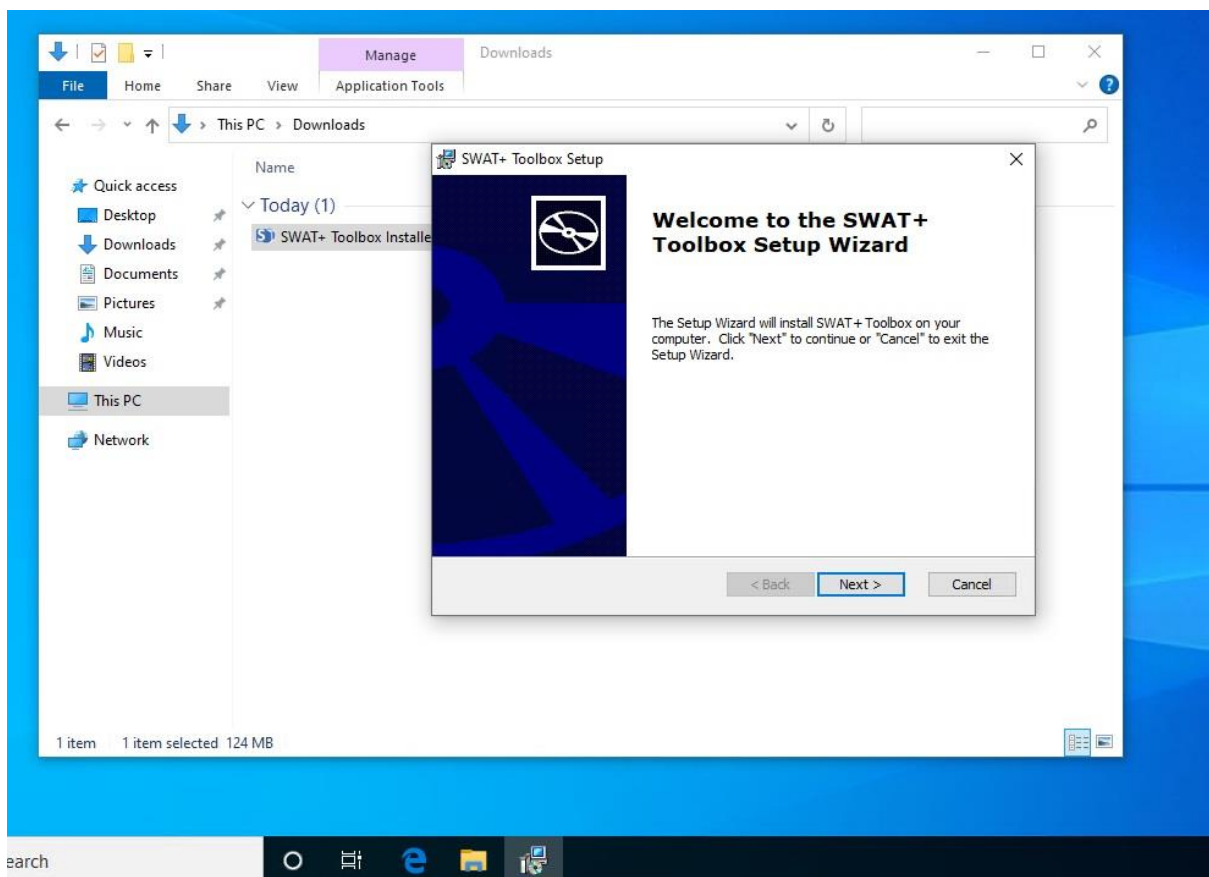 Manage
Downloads
File
Home
Share
View
Application Tools
This PC > Downloads
Name
Quick access
Desktop
Downloads
Documents
Pictures
Music
Videos
This PC
Network
Today (1)
SWAT+ Toolbox Installe
SWAT+ Toolbox Setup
Welcome to the SWAT+
Toolbox Setup Wizard
The Setup Wizard will install SWAT+ Toolbox on your
computer. Click "Next" to continue or "Cancel" to exit the
Setup Wizard.
< Back
Next >
Cancel
1 item
1 item selected 124 MB
earch